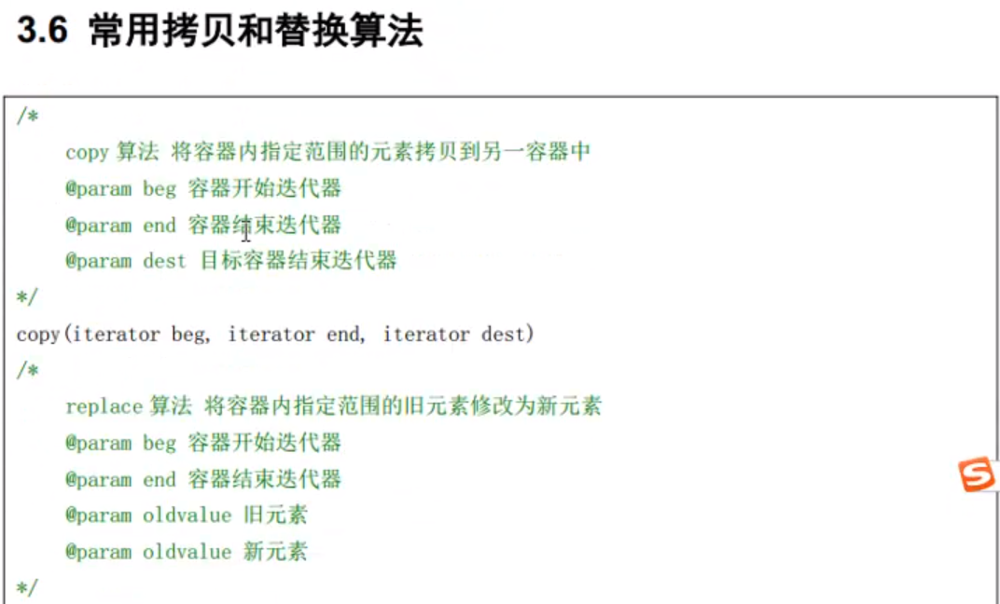 3.6 常用拷贝和替换算法
/*
copy 算法 将容器内指定范围的元素拷贝到另一容器中
@param beg 容器开始迭代器
@param end 容器结束迭代器
@param dest 目标容器结束迭代器
*/
copy(iterator beg, iterator end, iterator dest)
/*
replace 算法 将容器内指定范围的旧元素修改为新元素
@param beg 容器开始迭代器
@param end 容器结束迭代器
@param oldvalue 旧元素
@param oldvalue 新元素
*/